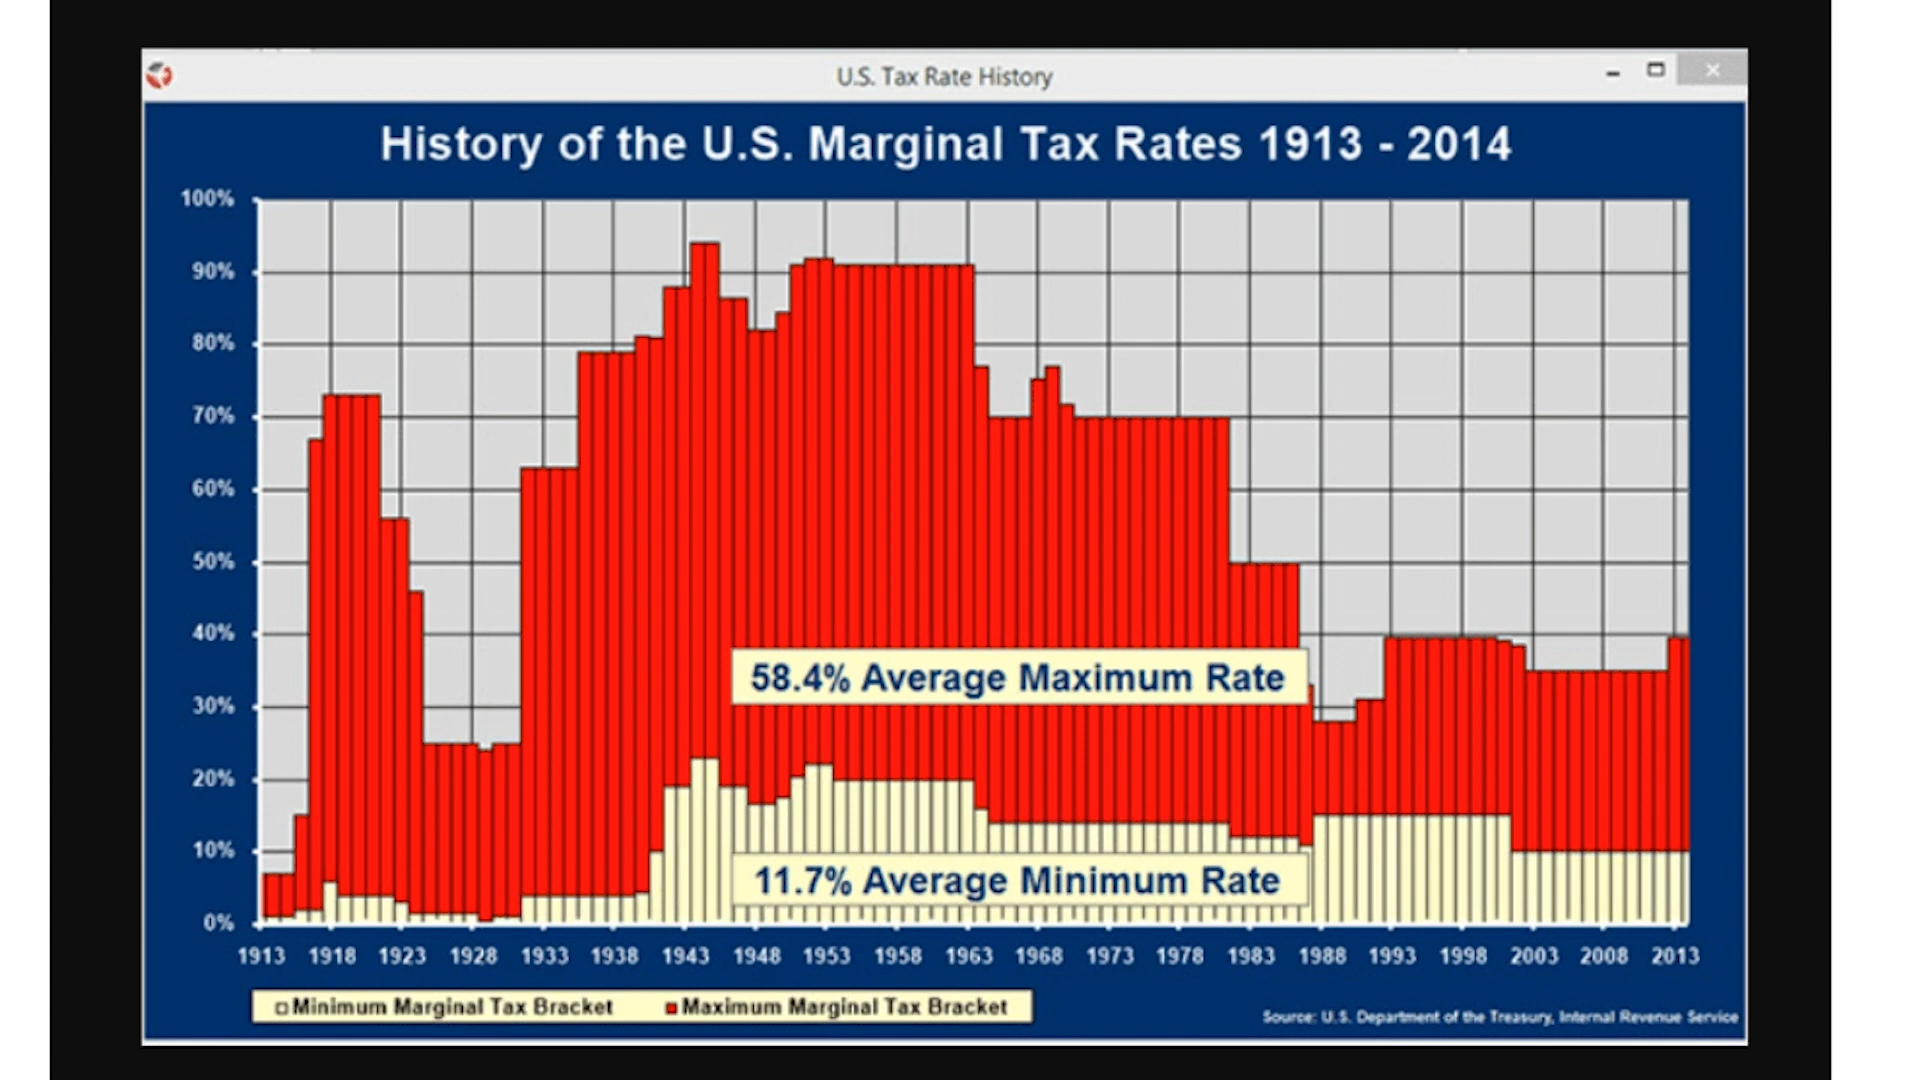 U.S. Tax Rate History
History of the U.S. Marginal Tax Rates 1913 - 2014
100%
90%
80%
70%
60%
50%
40%
30%
20%
10%
0%
58.4% Average Maximum Rate
11.7% Average Minimum Rate
1913 1918 1923 1928 1933 1938 1943 1948 1953 1958 1963 1968 1973 1978 1983 1988 1993 1998 2003 2008 2013
Minimum Marginal Tax Bracket Maximum Marginal Tax Bracket
Source: U.S. Department of the Treasury, Internal Revenue Service